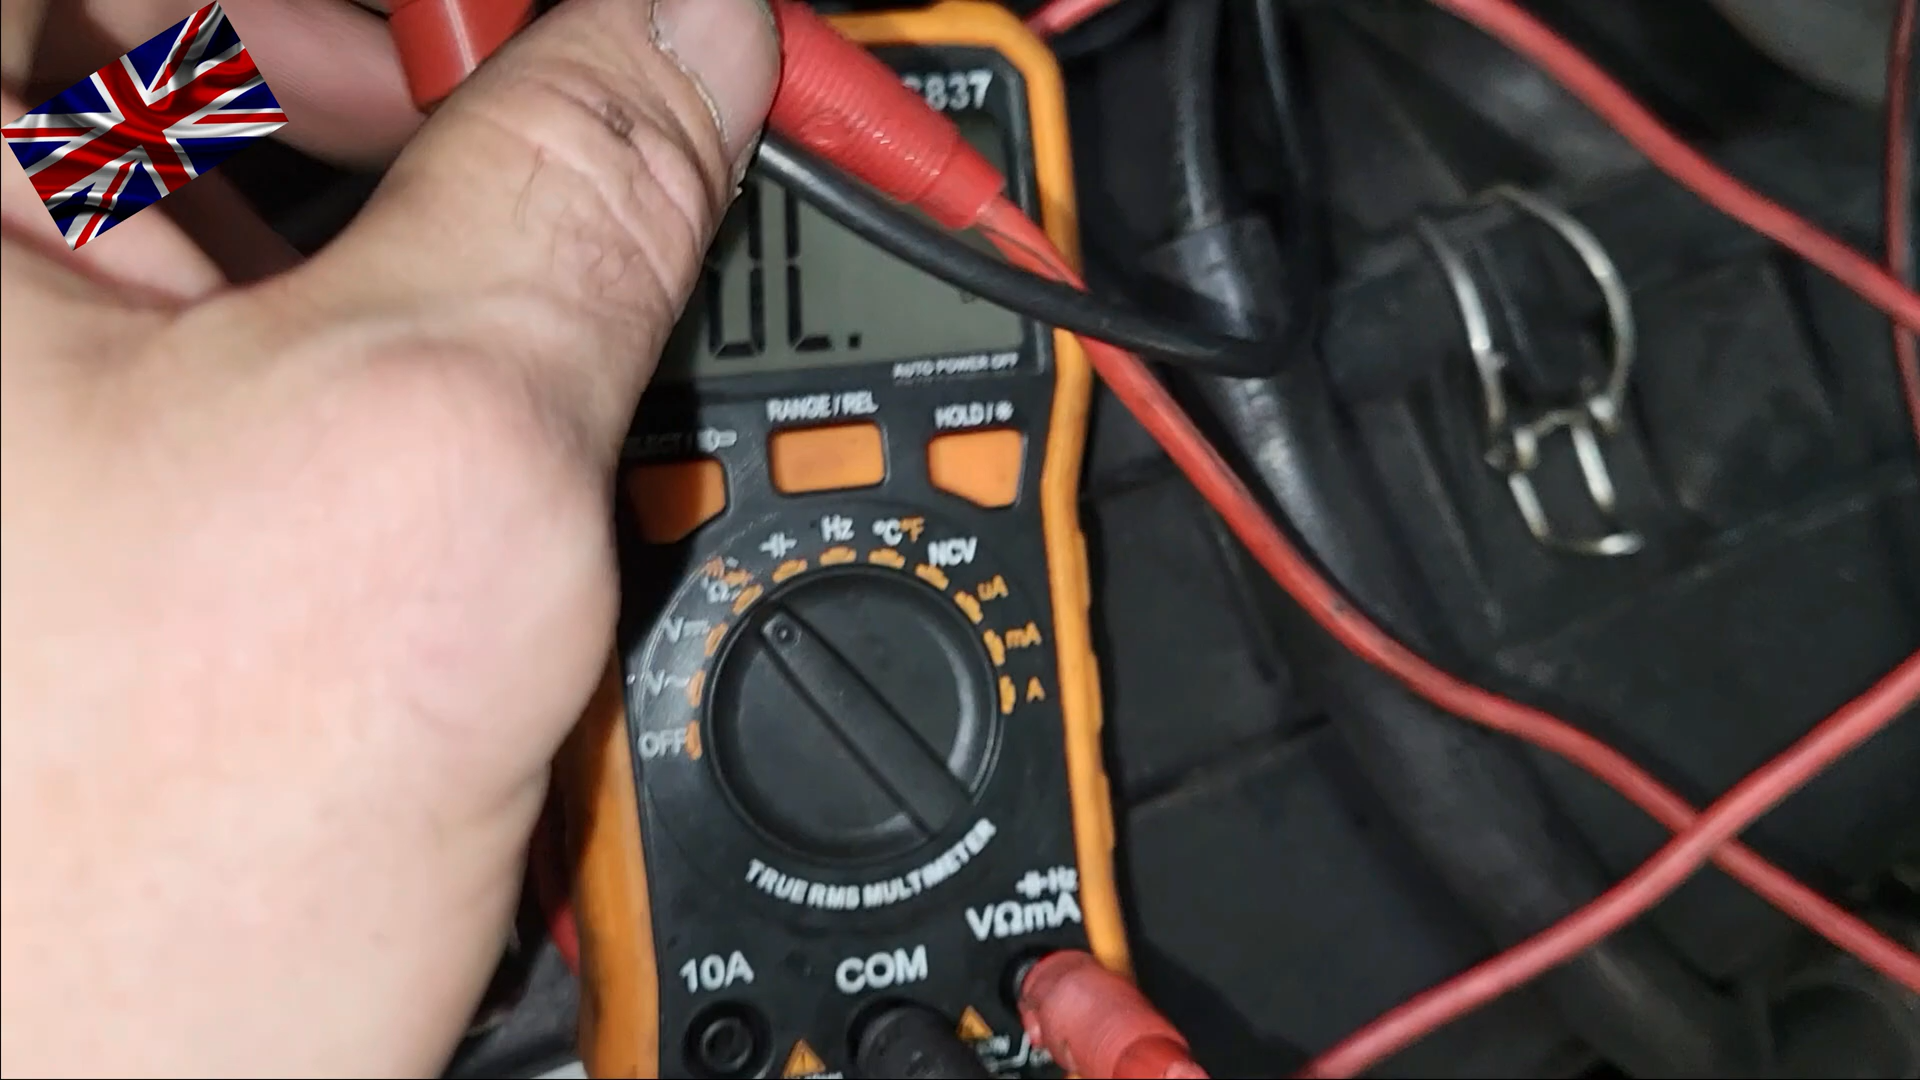 837
0L.
AUTO POWER OFF
RANGE / REL
HOLD /
Hz
°C°F
NCV
Ω
uA
V
mA
V~
A
OFF
TRUE RMS MULTIMETER
Hz
VΩmA
10A
COM